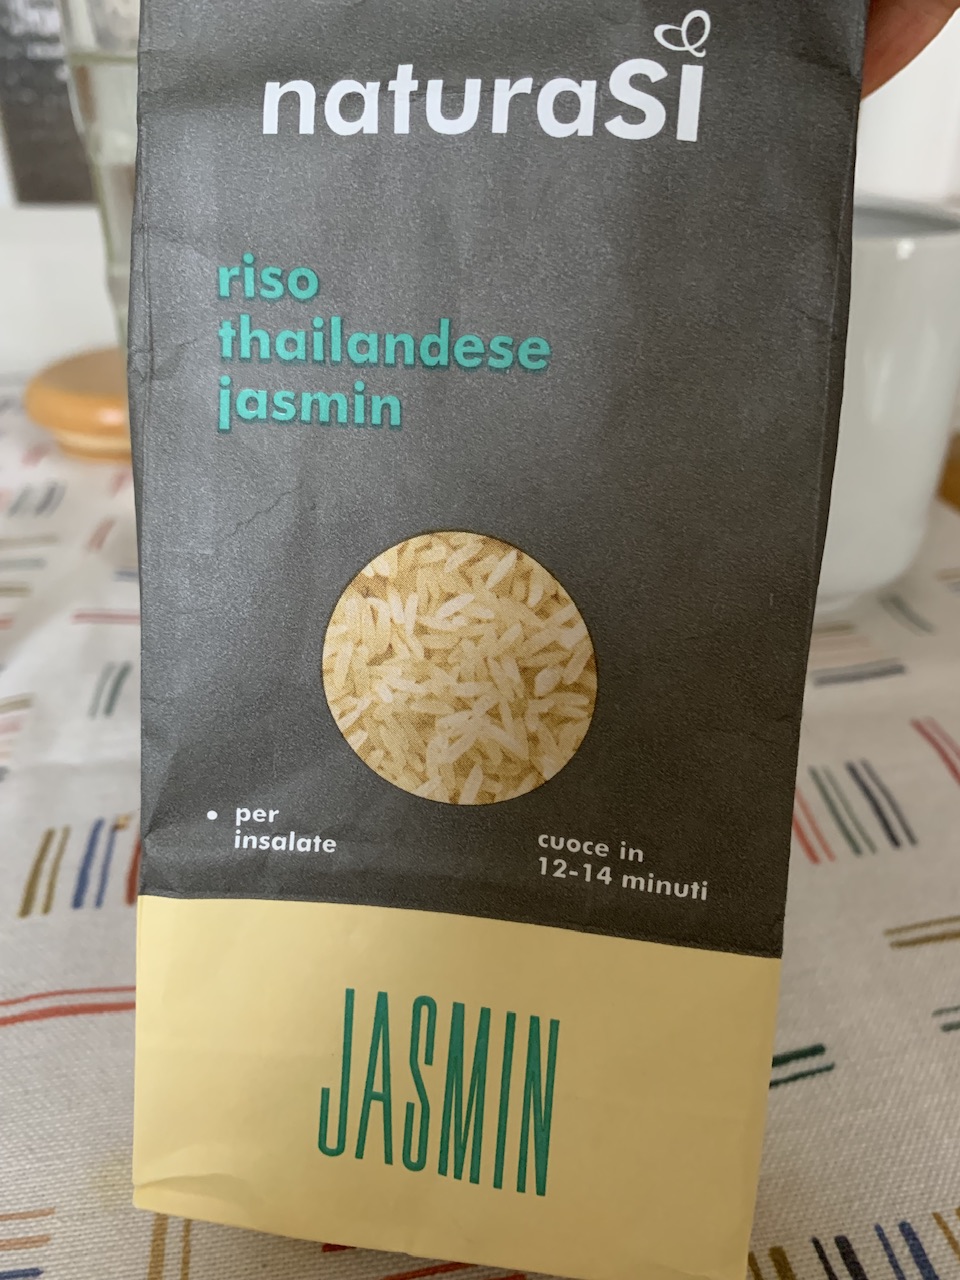 naturaSì
riso
thailandese
jasmin
• per
insalate
cuoce in
12-14 minuti
JASMIN